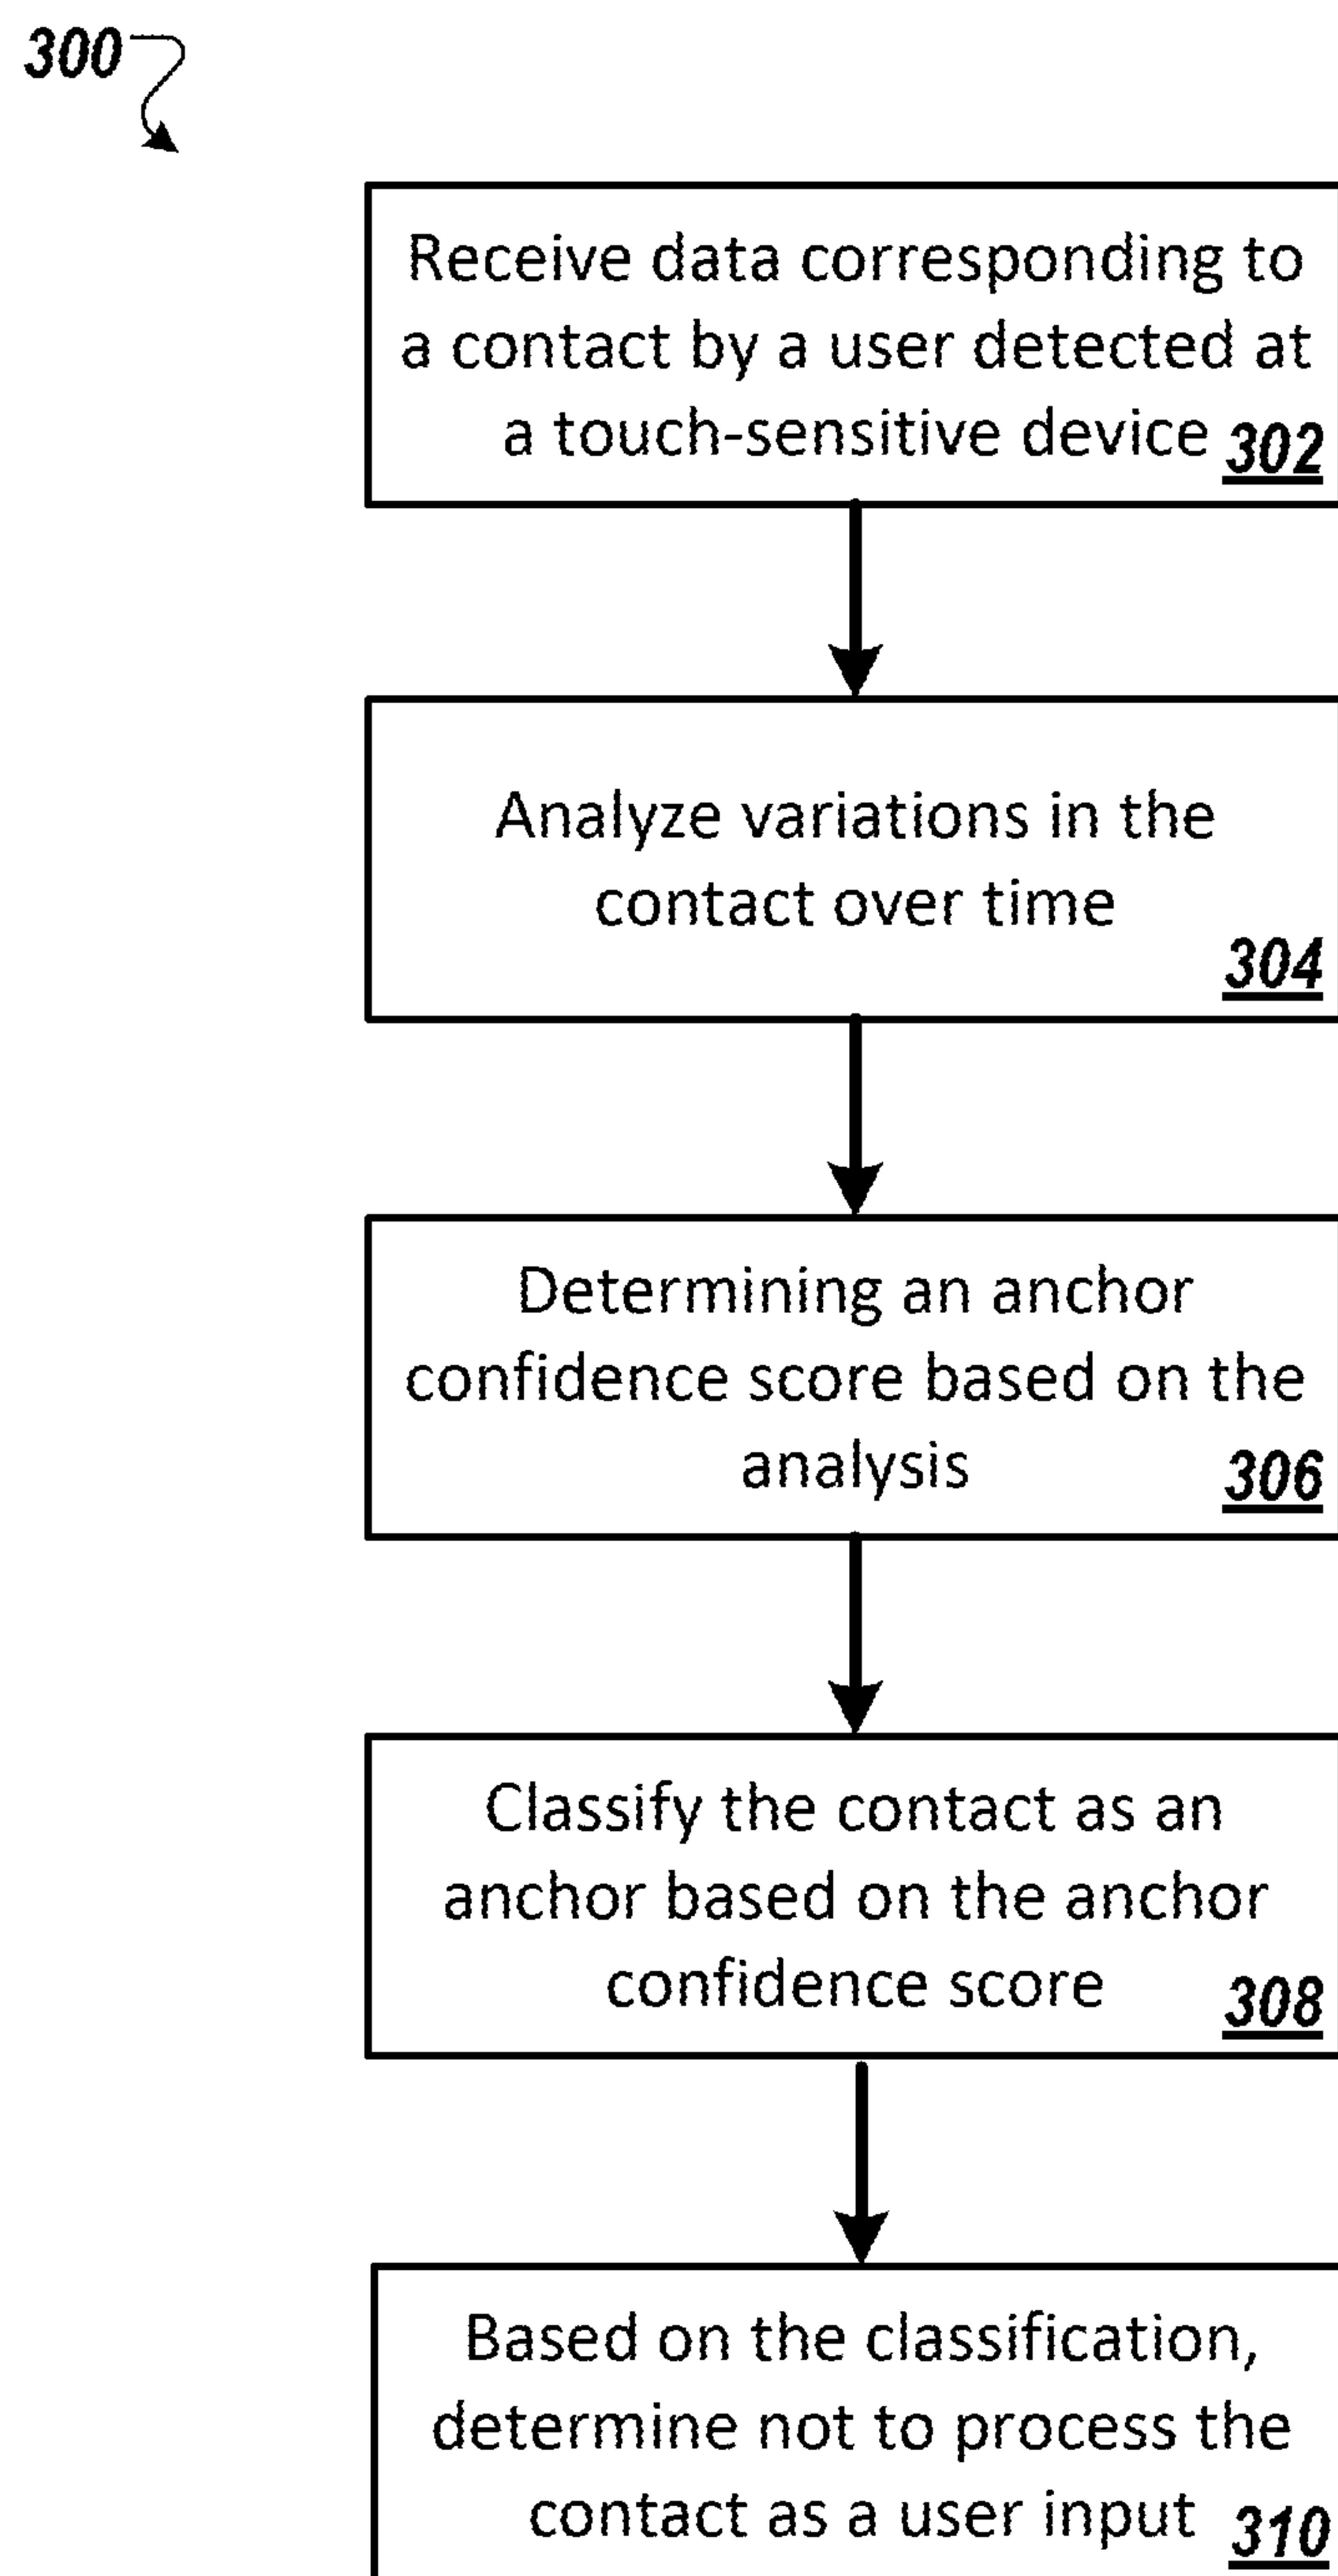 300
Receive data corresponding to
a contact by a user detected at
a touch-sensitive device 302
Analyze variations in the
contact over time
304
Determining an anchor
confidence score based on the
analysis 306
Classify the contact as an
anchor based on the anchor
confidence score 308
Based on the classification,
determine not to process the
contact as a user input 310